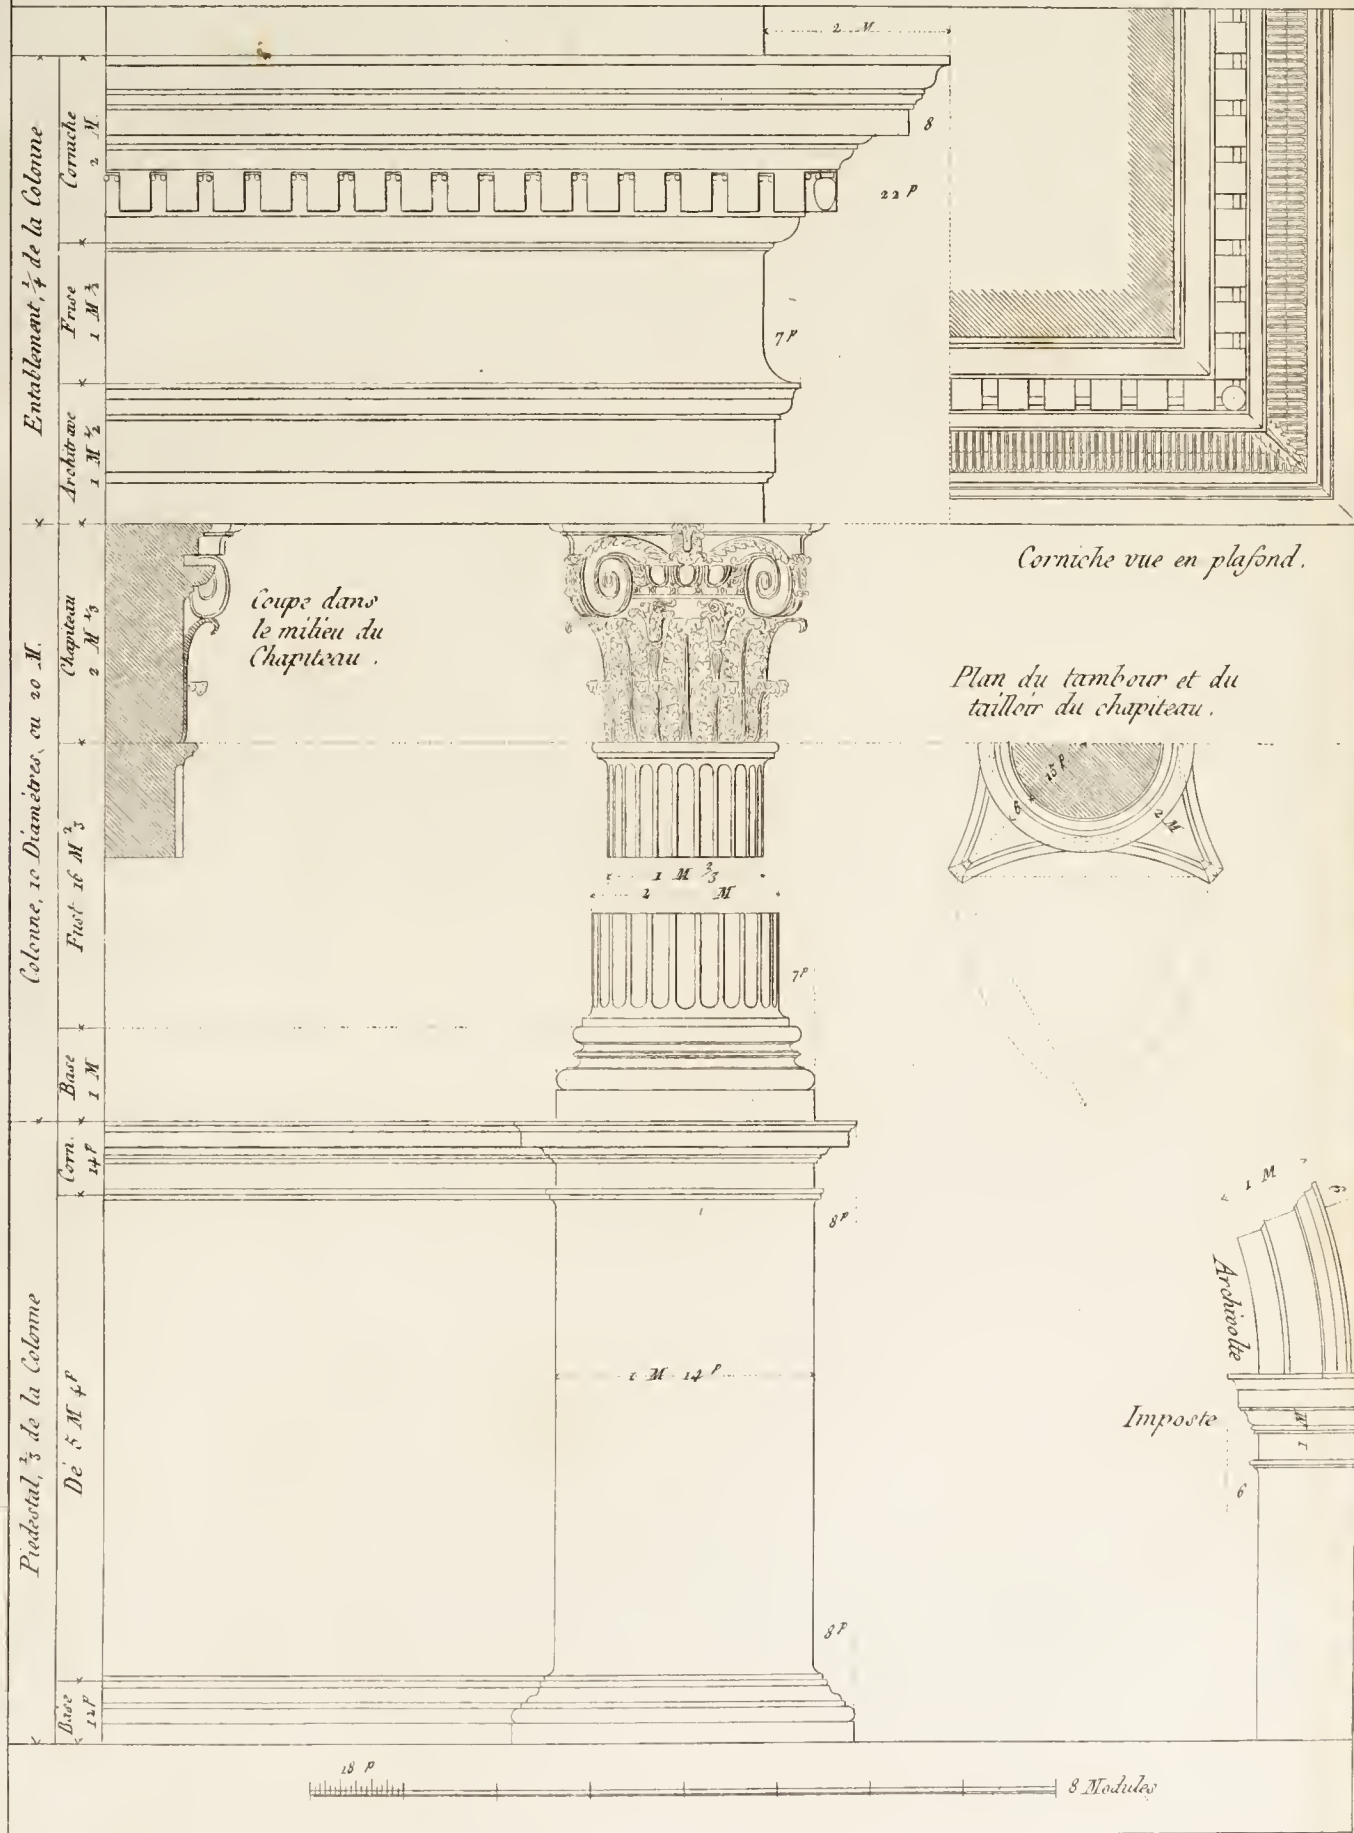 2 M
Entablement, ¼ de la Colonne
Corniche
2 M
8
22 P
Frise
1 M ½
7 P
Architrave
1 M ½
Corniche vue en plafond.
Colonne, 10 Diamétres, ou 20 M.
Chapiteau
2 M ⅓
Coupe dans
le milieu du
Chapiteau.
Plan du tambour et du
tailloir du chapiteau.
15 P
6
2 M
Fust 16 M ⅔
1 M ⅔
2 M
7 P
Base
1 M
Piedestal, ⅓ de la Colonne
Corn.
14 P
8 P
1 M
Archivolte
Dé 5 M 4 P
M 14 P
Imposte
1 M
6
8 P
Base
12 P
18 P
8 Modules